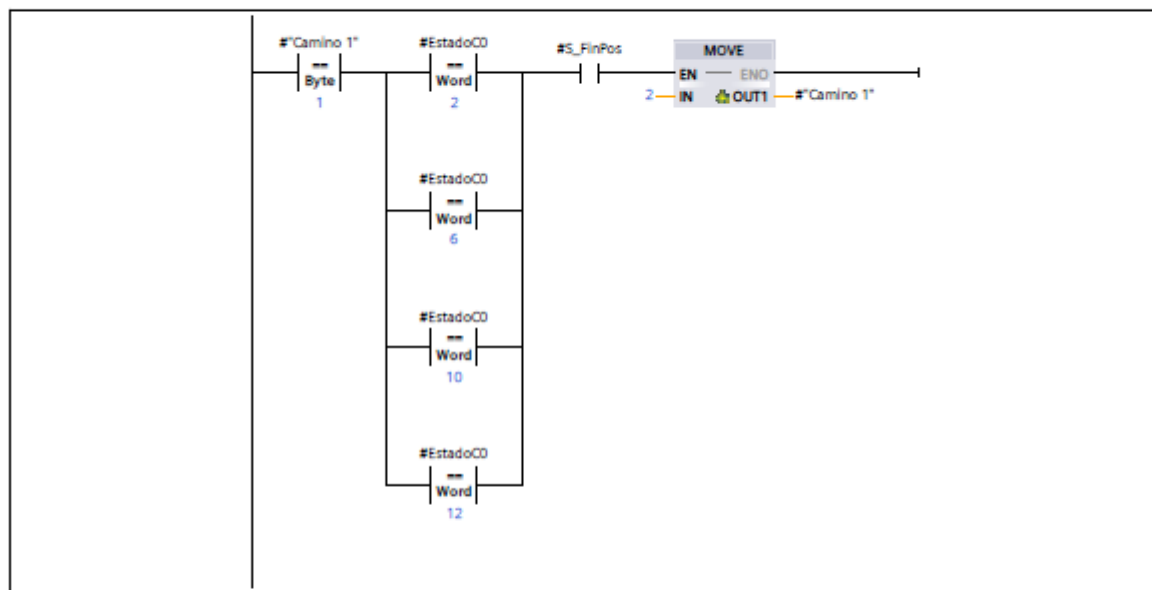 #"Camino 1" #EstadoC0 #S_FinPos MOVE
== == EN ENO
Byte Word 2 IN OUT1 #"Camino 1"
1 2
#EstadoC0
==
Word
6
#EstadoC0
==
Word
10
#EstadoC0
==
Word
12